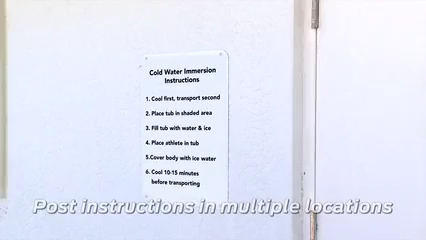 Cold Water Immersion
Instructions
1. Cool first, transport second
2. Place tub in shaded area
3. Fill tub with water & ice
4. Place athlete in tub
5.Cover body with ice water
6. Cool 10-15 minutes
before transporting
Post instructions in multiple locations